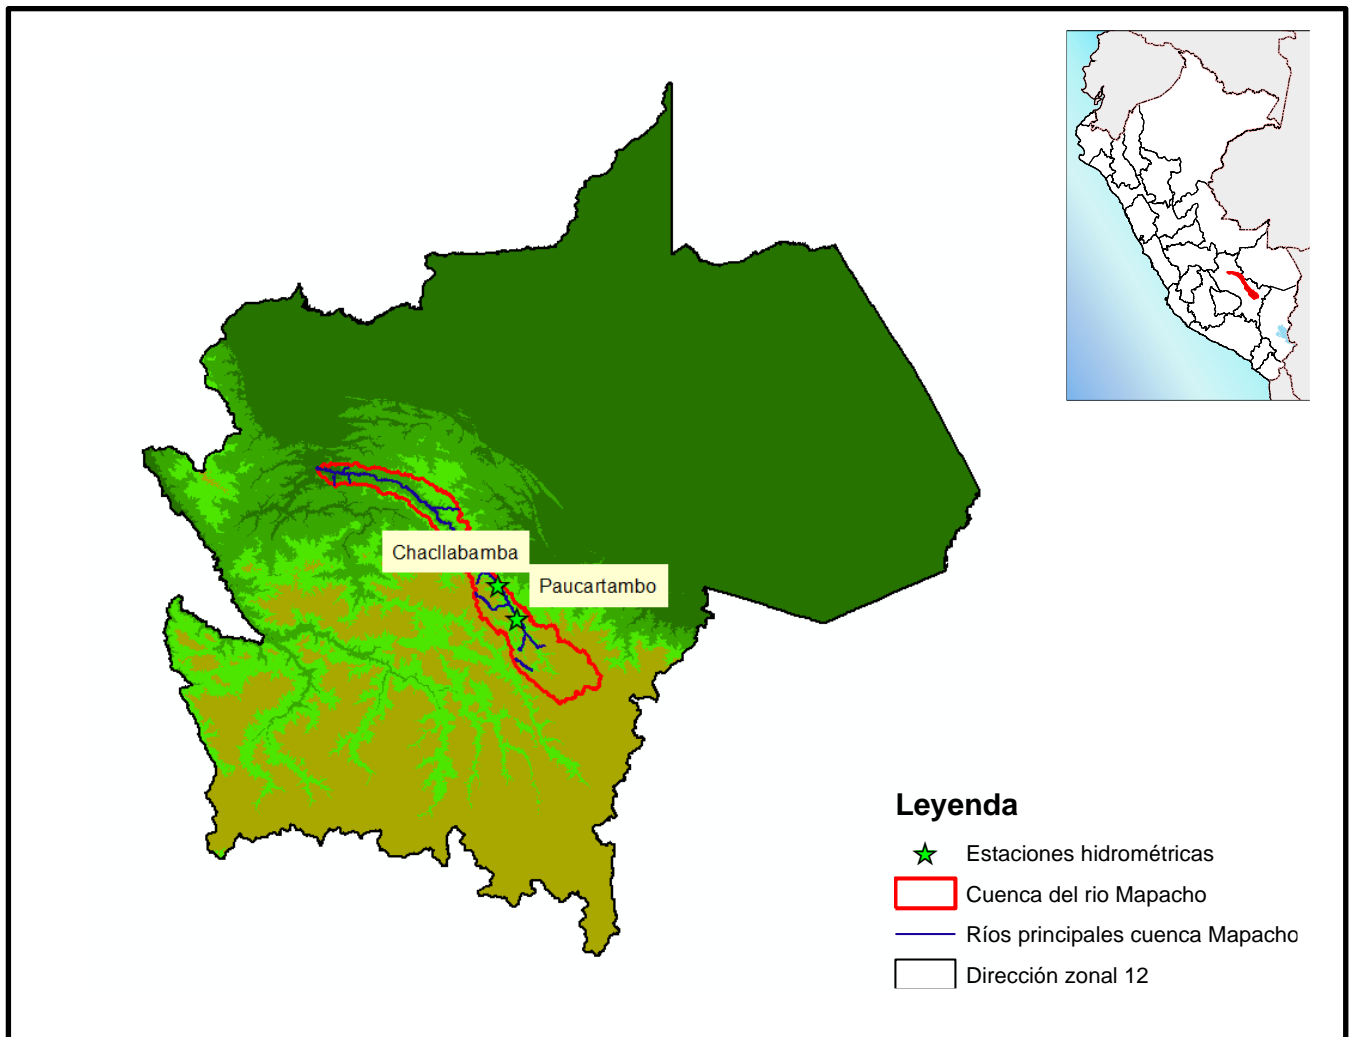 Chacllabamba
Paucartambo
Leyenda
Estaciones hidrométricas
Cuenca del rio Mapacho
Ríos principales cuenca Mapacho
Dirección zonal 12